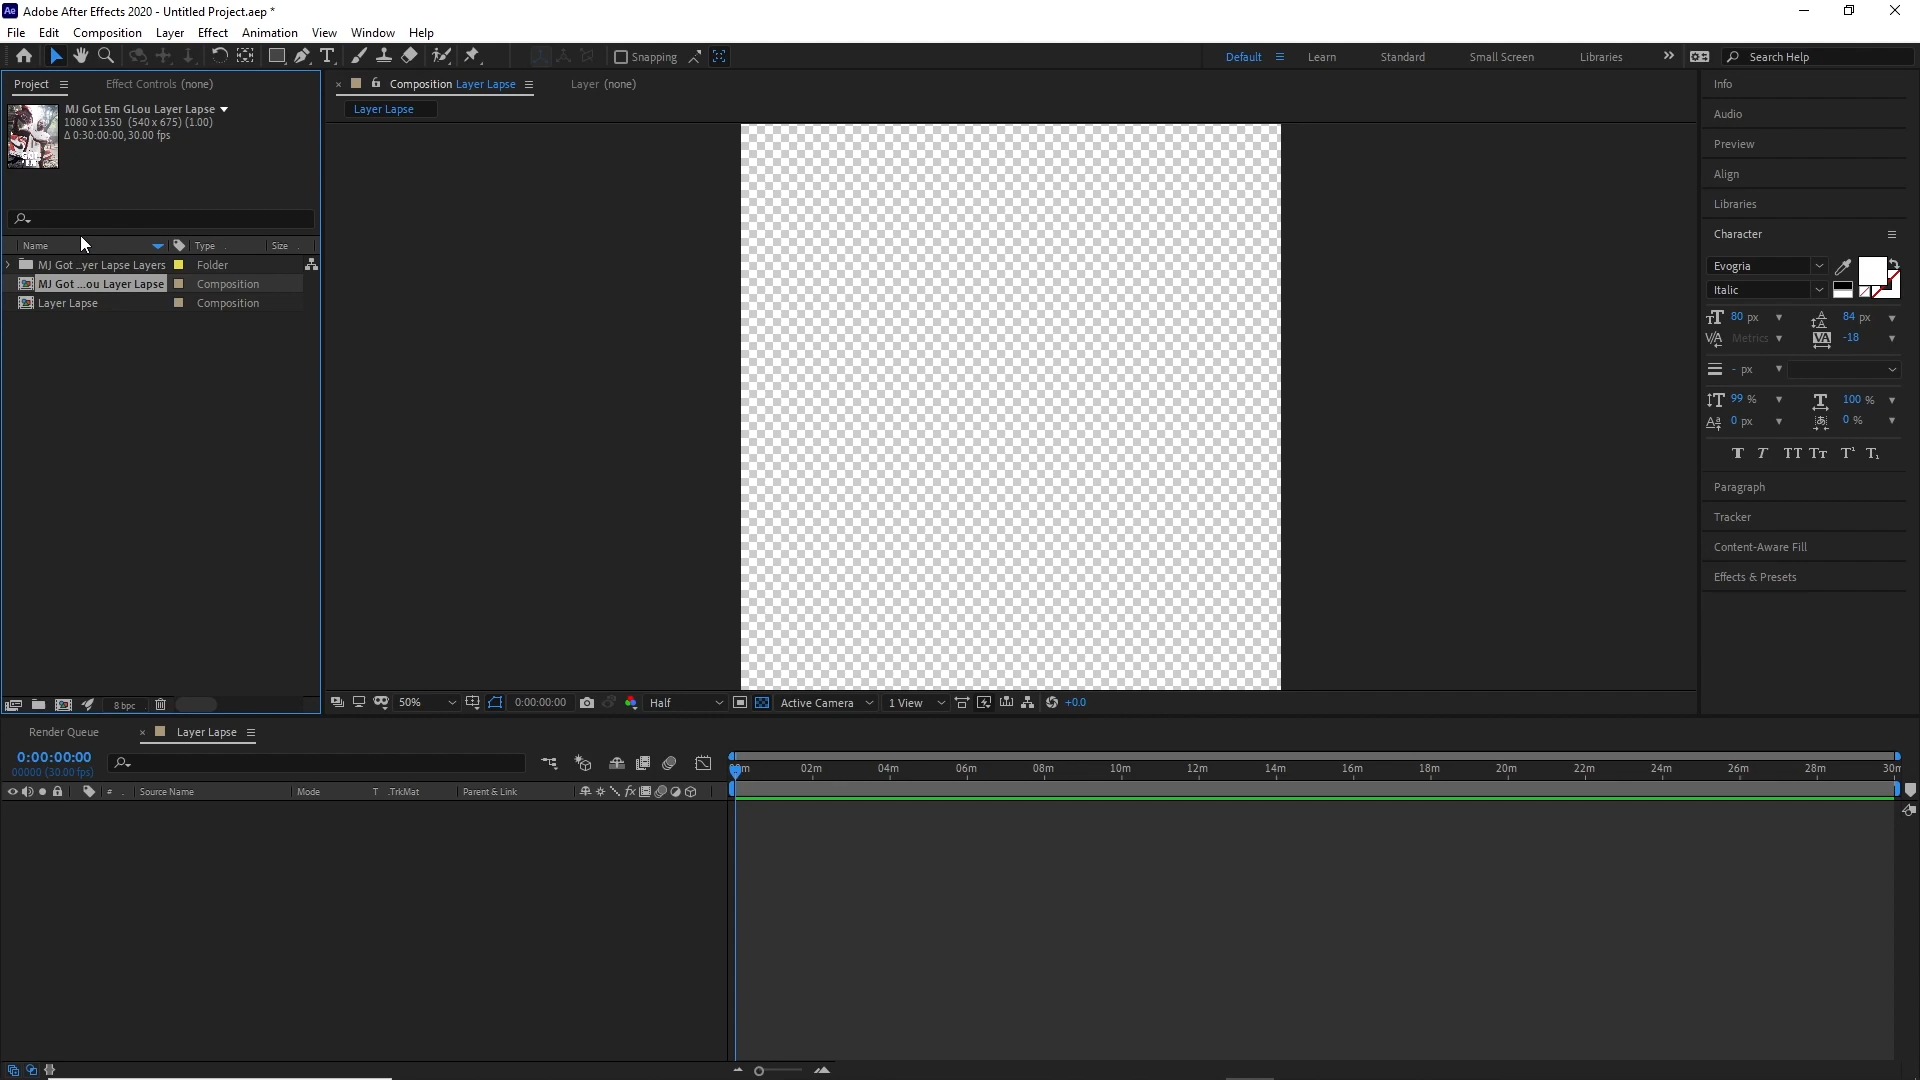 Ae Adobe After Effects 2020 - Untitled Project.aep *
File Edit Composition Layer Effect Animation View Window Help
Snapping
Default Learn Standard Small Screen Libraries Search Help
Project Effect Controls (none)
Composition Layer Lapse Layer (none)
MJ Got Em GLou Layer Lapse
1080 x 1350 (540 x 675) (1.00)
Δ 0:30:00:00, 30.00 fps
Layer Lapse
Name Type Size
MJ Got ...yer Lapse Layers Folder
MJ Got ...ou Layer Lapse Composition
Layer Lapse Composition
8 bpc
50% 0:00:00:00 Half Active Camera 1 View +0.0
Info
Audio
Preview
Align
Libraries
Character
Evogria
Italic
80 px 84 px
Metrics -18
- px
99 % 100 %
0 px 0 %
T T TT Tт T¹ T₁
Paragraph
Tracker
Content-Aware Fill
Effects & Presets
Render Queue Layer Lapse
0:00:00:00
00000 (30.00 fps)
# Source Name Mode T .TrkMat Parent & Link
02m 04m 06m 08m 10m 12m 14m 16m 18m 20m 22m 24m 26m 28m